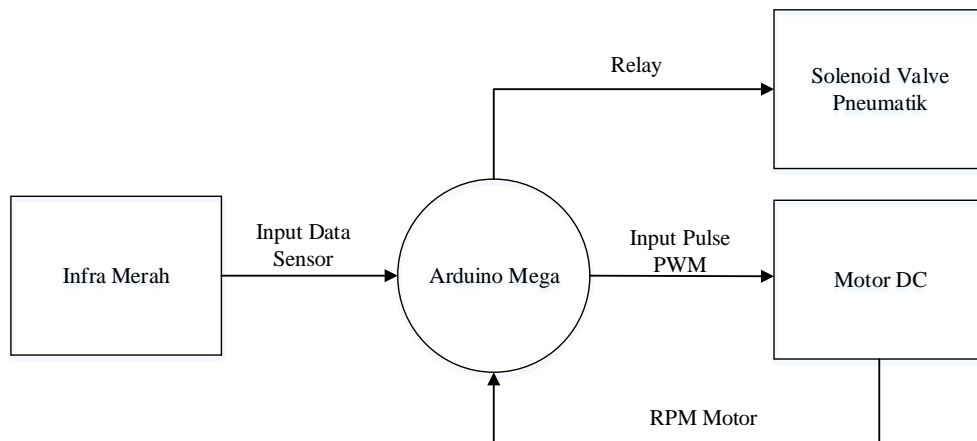 Relay
Solenoid Valve
Pneumatik
Infra Merah
Input Data
Sensor
Arduino Mega
Input Pulse
PWM
Motor DC
RPM Motor